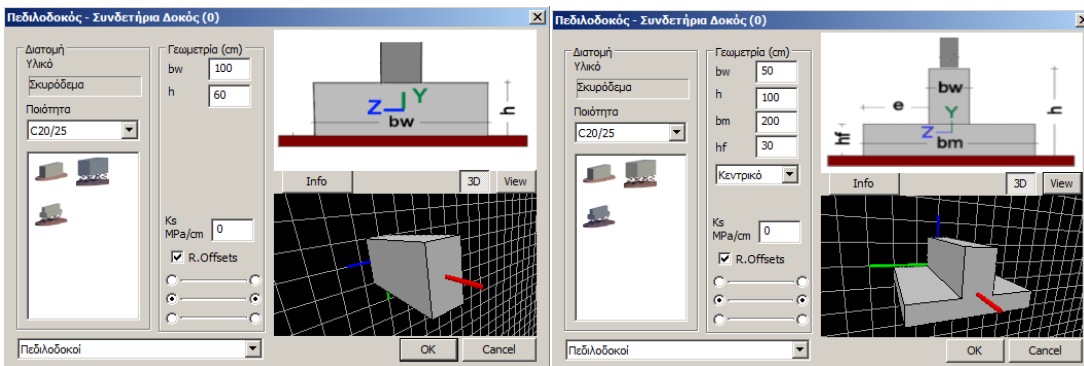 Πεδιλοδοκός - Συνδετήρια Δοκός (0)
Διατομή
Υλικό
Σκυρόδεμα
Ποιότητα
C20/25
Γεωμετρία (cm)
bw 100
h 60
Ks
MPa/cm 0
R.Offsets
Z Y
bw
h
Info 3D View
Πεδιλοδοκοί
OK Cancel
Πεδιλοδοκός - Συνδετήρια Δοκός (0)
Διατομή
Υλικό
Σκυρόδεμα
Ποιότητα
C20/25
Γεωμετρία (cm)
bw 50
h 100
bm 200
hf 30
Κεντρικό
Ks
MPa/cm 0
R.Offsets
bw
e Y h
Z
hf bm
Info 3D View
Πεδιλοδοκοί
OK Cancel